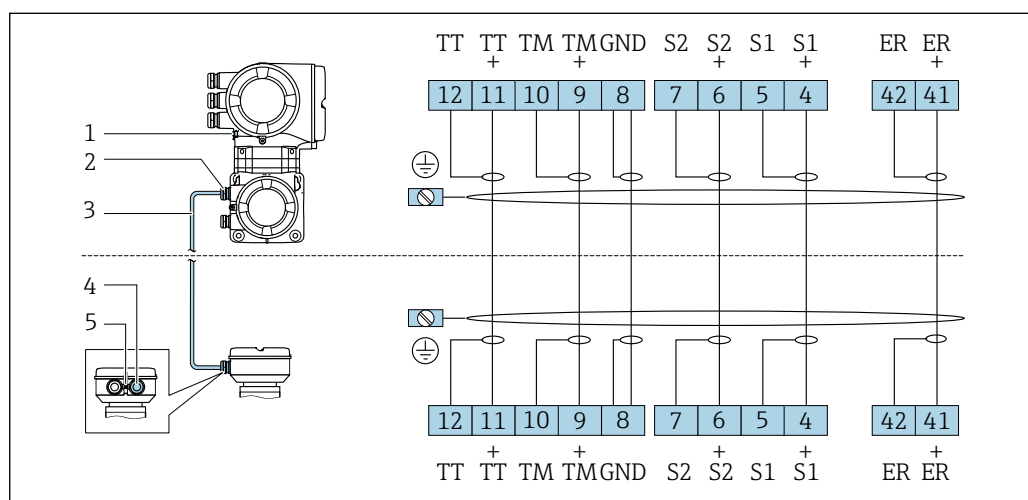 TT TT TM TM GND S2 S2 S1 S1 ER ER
+ + + + +
12 11 10 9 8 7 6 5 4 42 41
1
2
3
4
5
12 11 10 9 8 7 6 5 4 42 41
+ + + + +
TT TT TM TM GND S2 S2 S1 S1 ER ER